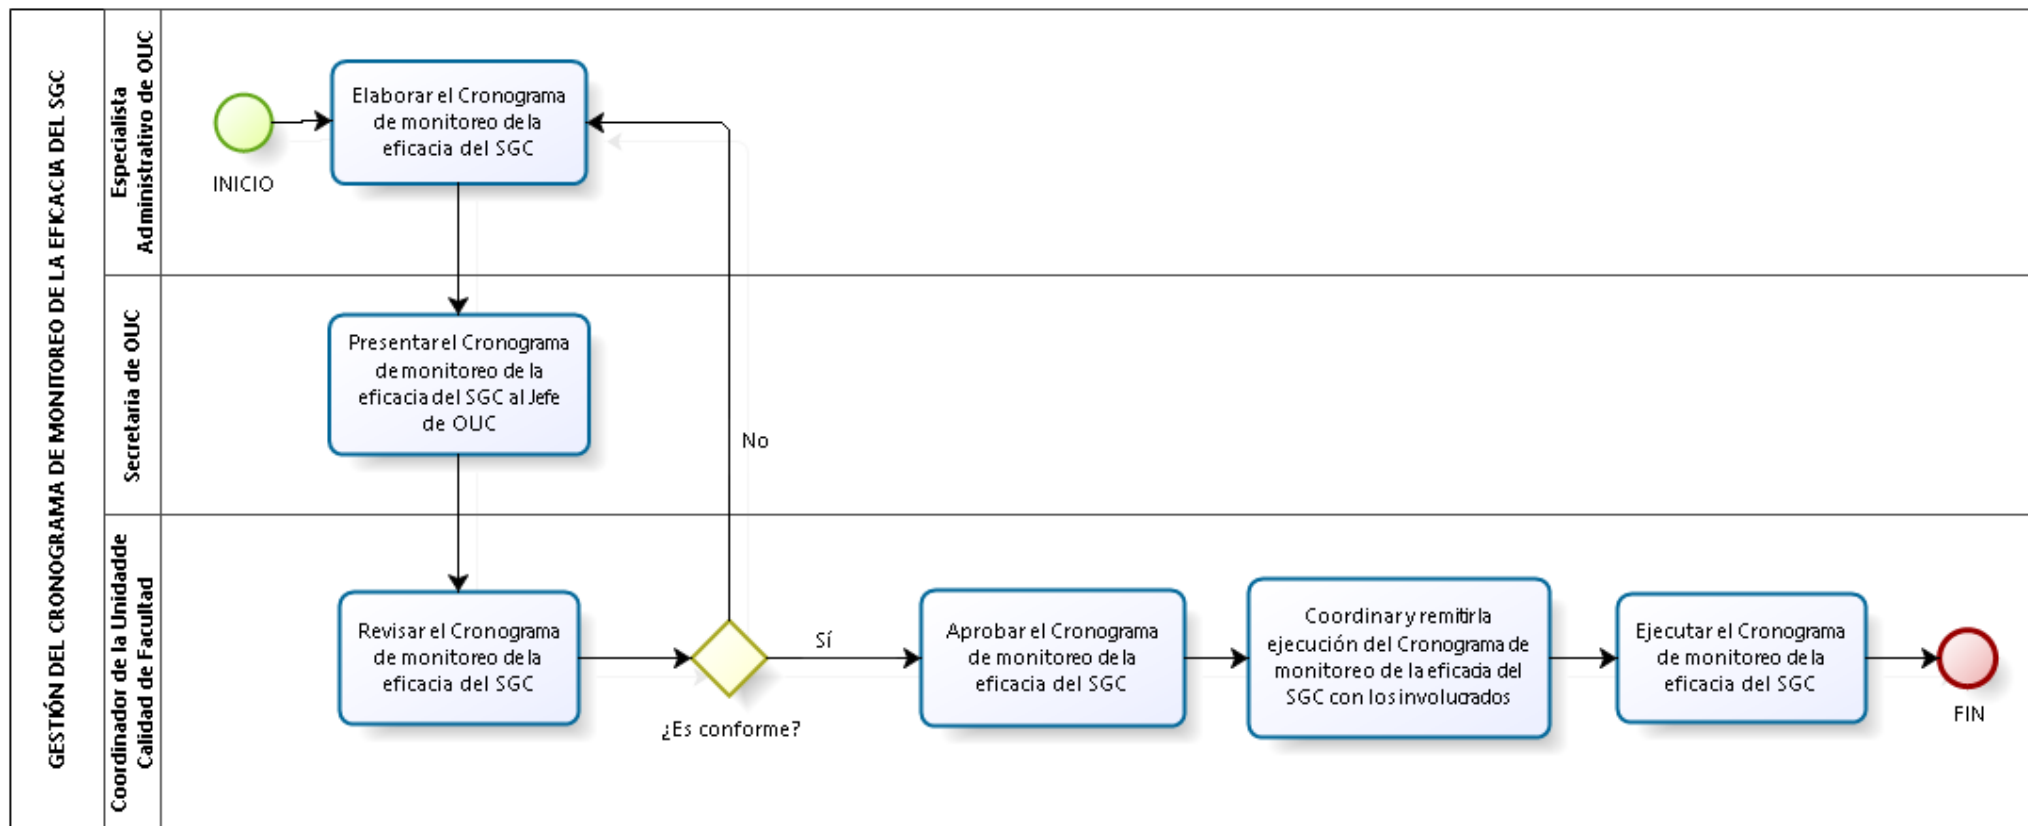 GESTIÓN DEL CRONOGRAMA DE MONITOREO DE LA EFICACIA DEL SGC
Especialista
Administrativo de OUC
INICIO
Elaborar el Cronograma
de monitoreo de la
eficacia del SGC
Secretaria de OUC
Presentar el Cronograma
de monitoreo de la
eficacia del SGC al Jefe
de OUC
No
Coordinador de la Unidadde
Calidad de Facultad
Revisar el Cronograma
de monitoreo de la
eficacia del SGC
¿Es conforme?
Sí
Aprobar el Cronograma
de monitoreo de la
eficacia del SGC
Coordinar y remitir la
ejecución del Cronograma de
monitoreo de la eficacia del
SGC con los involucrados
Ejecutar el Cronograma
de monitoreo de la
eficacia del SGC
FIN